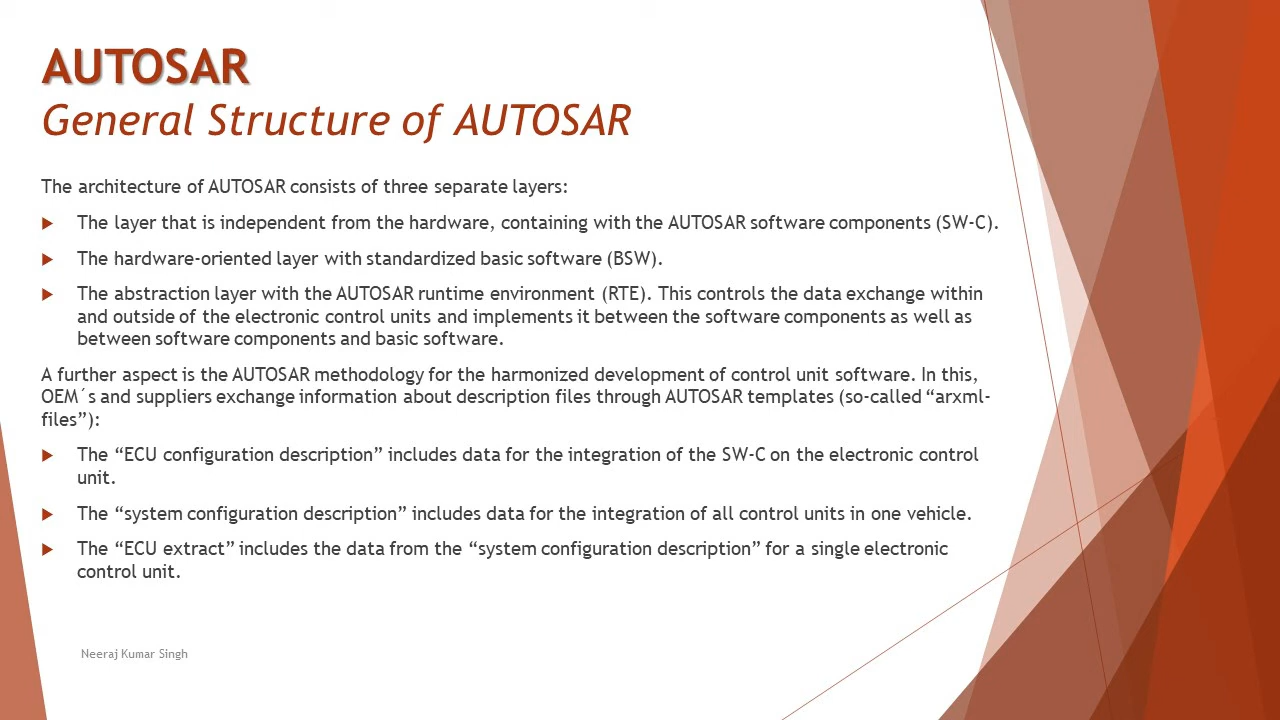 AUTOSAR
General Structure of AUTOSAR
The architecture of AUTOSAR consists of three separate layers:
The layer that is independent from the hardware, containing with the AUTOSAR software components (SW-C).
The hardware-oriented layer with standardized basic software (BSW).
The abstraction layer with the AUTOSAR runtime environment (RTE). This controls the data exchange within
and outside of the electronic control units and implements it between the software components as well as
between software components and basic software.
A further aspect is the AUTOSAR methodology for the harmonized development of control unit software. In this,
OEM´s and suppliers exchange information about description files through AUTOSAR templates (so-called “arxml-
files”):
The “ECU configuration description” includes data for the integration of the SW-C on the electronic control
unit.
The “system configuration description” includes data for the integration of all control units in one vehicle.
The “ECU extract” includes the data from the “system configuration description” for a single electronic
control unit.
Neeraj Kumar Singh